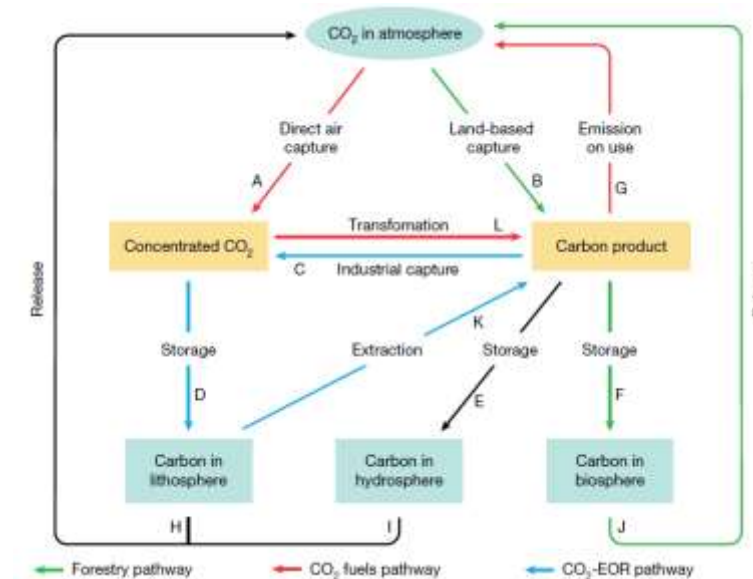 CO₂ in atmosphere
Direct air
capture
Land-based
capture
Emission
on use
A
B
G
Transfomation
L
Concentrated CO₂
Carbon product
C
Industrial capture
Release
K
Storage
Extraction
Storage
Storage
D
E
F
Carbon in
lithosphere
Carbon in
hydrosphere
Carbon in
biosphere
H
I
J
Forestry pathway
CO₂ fuels pathway
CO₂-EOR pathway